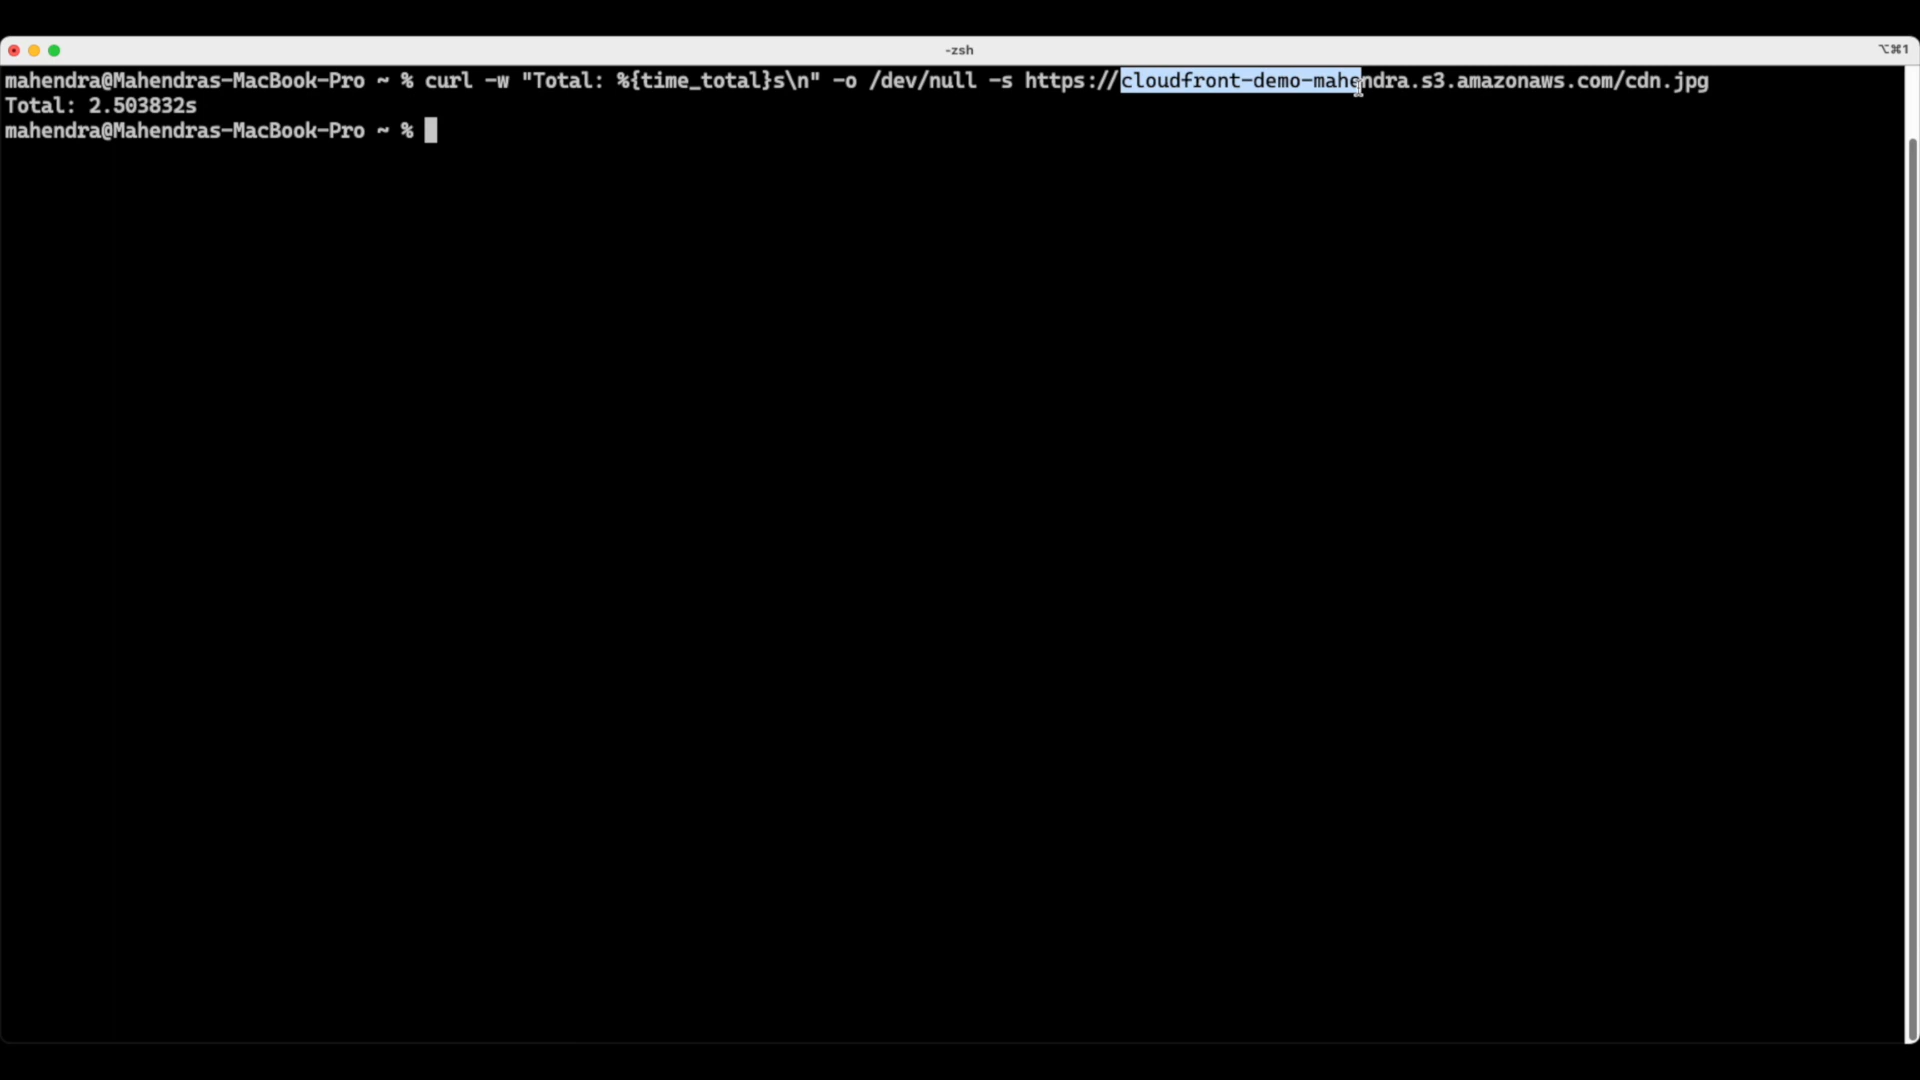 -zsh
⌥⌘1
mahendra@Mahendras-MacBook-Pro ~ % curl -w "Total: %{time_total}s\n" -o /dev/null -s https://cloudfront-demo-mahendra.s3.amazonaws.com/cdn.jpg
Total: 2.503832s
mahendra@Mahendras-MacBook-Pro ~ %